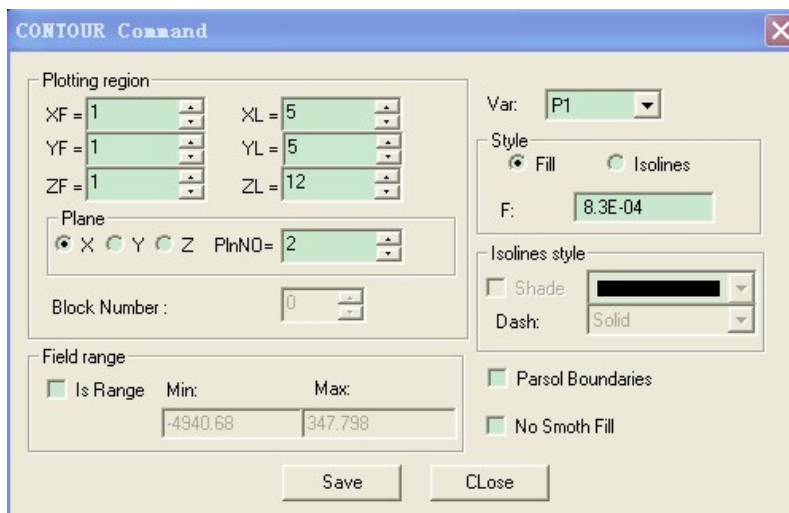 CONTOUR Command
Plotting region
XF = 1 XL = 5
YF = 1 YL = 5
ZF = 1 ZL = 12
Plane
X Y Z PlnNO= 2
Block Number : 0
Var: P1
Style
Fill Isolines
F: 8.3E-04
Isolines style
Shade
Dash: Solid
Field range
Is Range Min: Max:
-4940.68 347.798
Parsol Boundaries
No Smoth Fill
Save CLose